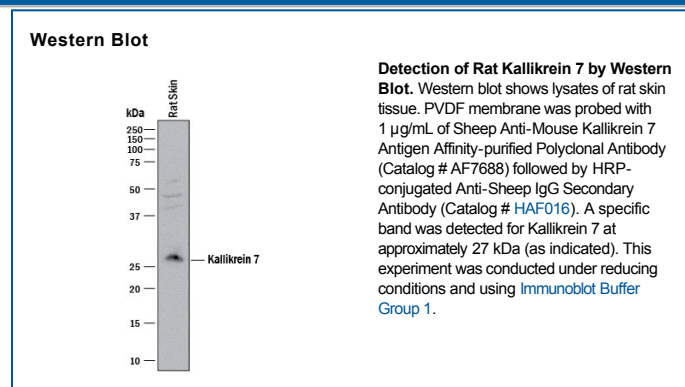 Western Blot
Rat Skin
kDa
250
150
100
75
50
37
25
20
15
10
Kallikrein 7
Detection of Rat Kallikrein 7 by Western
Blot. Western blot shows lysates of rat skin
tissue. PVDF membrane was probed with
1 µg/mL of Sheep Anti-Mouse Kallikrein 7
Antigen Affinity-purified Polyclonal Antibody
(Catalog # AF7688) followed by HRP-
conjugated Anti-Sheep IgG Secondary
Antibody (Catalog # HAF016). A specific
band was detected for Kallikrein 7 at
approximately 27 kDa (as indicated). This
experiment was conducted under reducing
conditions and using Immunoblot Buffer
Group 1.